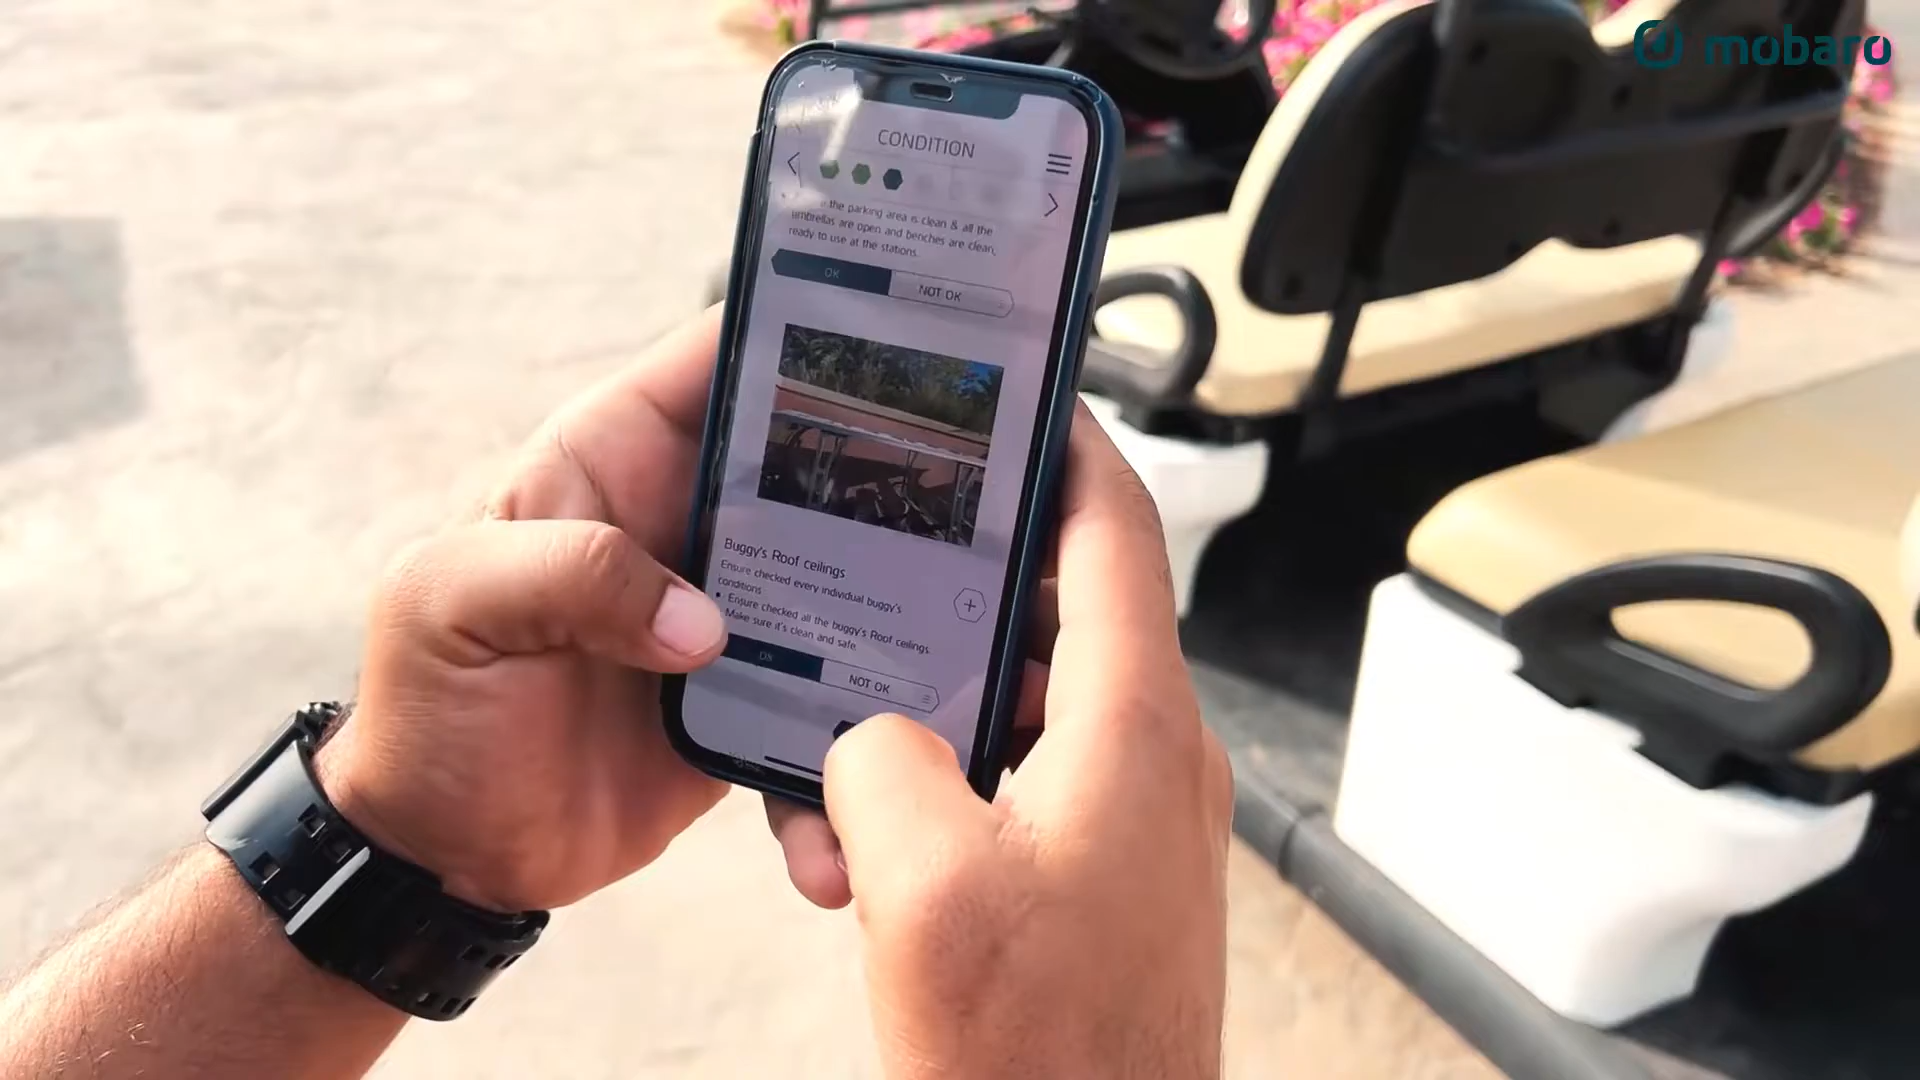 mobaro
CONDITION
the parking area is clean & all the
umbrellas are open and benches are clean,
ready to use at the stations.
OK
NOT OK
Buggy's Roof ceilings
Ensure checked every individual buggy's
conditions
Ensure checked all the buggy's Roof ceilings.
Make sure it's clean and safe.
OK
NOT OK